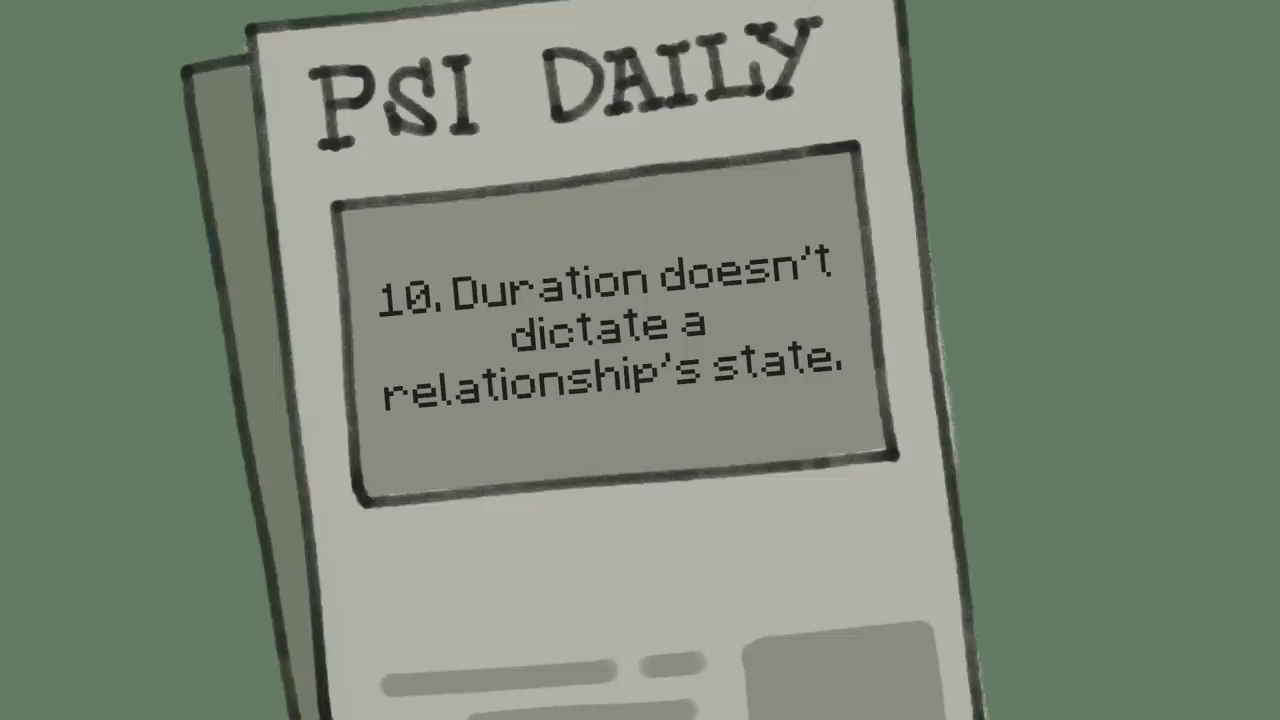 PSI DAILY
10. Duration doesn't
dictate a
relationship's state.